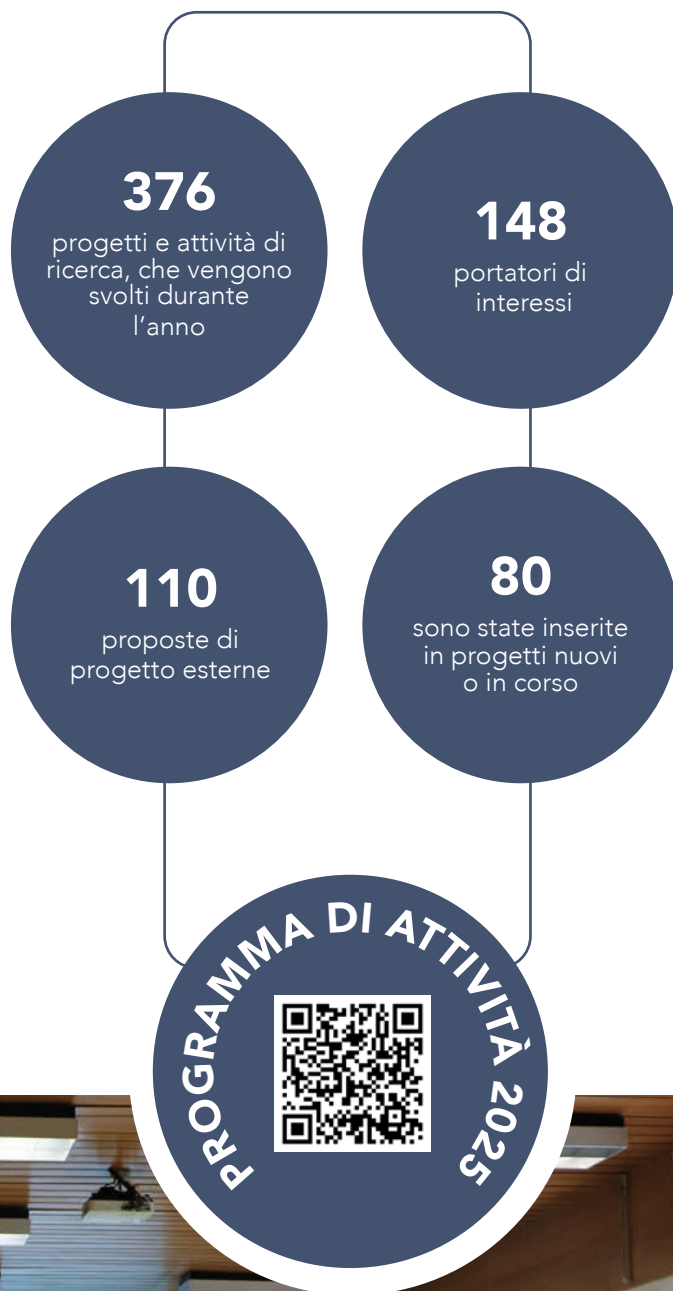 376
progetti e attività di
ricerca, che vengono
svolti durante
l’anno
148
portatori di
interessi
110
proposte di
progetto esterne
80
sono state inserite
in progetti nuovi
o in corso
PROGRAMMA DI ATTIVITÀ 2025